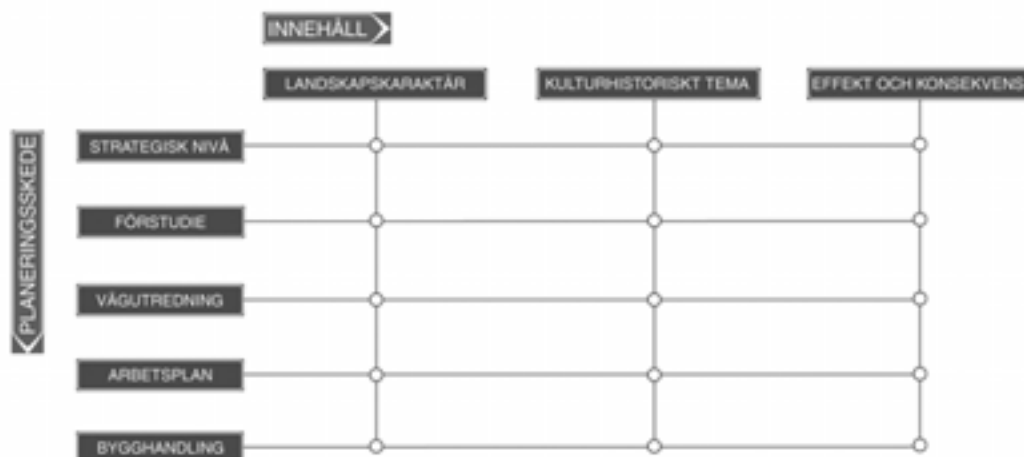 INNEHÅLL
LANDSKAPSKARAKTÄR
KULTURHISTORISKT TEMA
EFFEKT OCH KONSEKVENS
PLANERINGSSKEDE
STRATEGISK NIVÅ
FÖRSTUDIE
VÄGUTREDNING
ARBETSPLAN
BYGGHANDLING